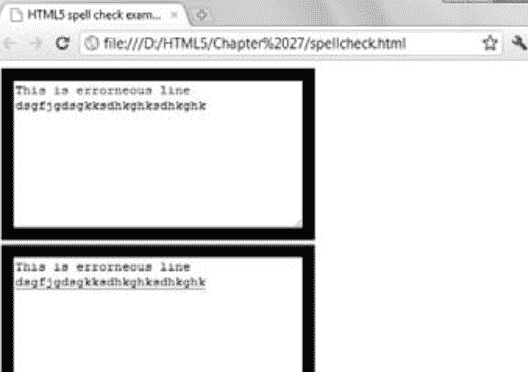 HTML5 spell check exam...
file:///D:/HTML5/Chapter%2027/spellcheck.html
This is errorneous line
dsgfjgdsgkksdhkghksdhkghk
This is errorneous line
dsgfjgdsgkksdhkghksdhkghk